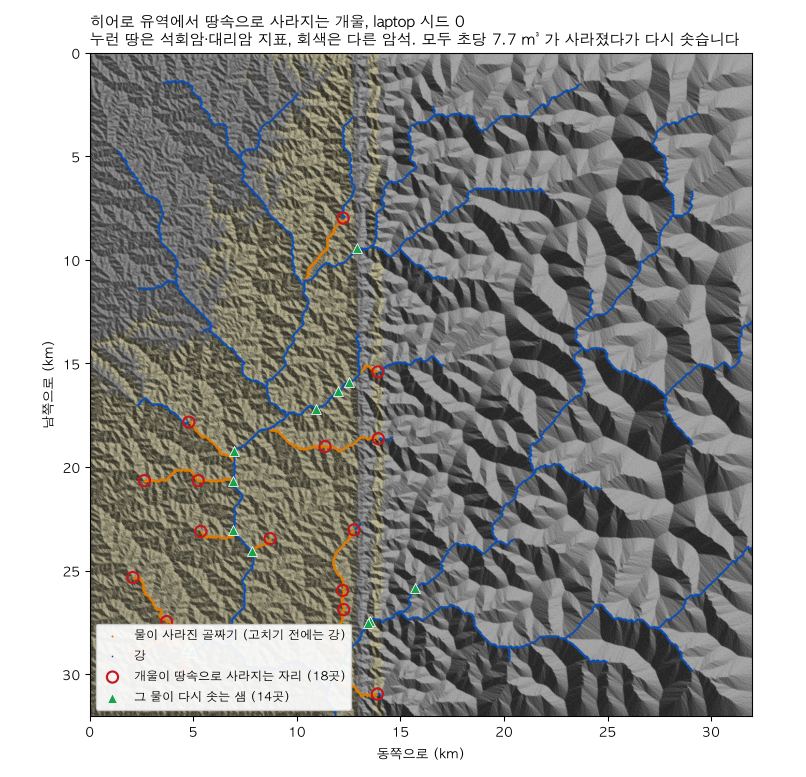 히어로 유역에서 땅속으로 사라지는 개울, laptop 시드 0
누런 땅은 석회암·대리암 지표, 회색은 다른 암석. 모두 초당 7.7 m³ 가 사라졌다가 다시 솟습니다
0
5
10
15
20
25
30
남쪽으로 (km)
물이 사라진 골짜기 (고치기 전에는 강)
강
개울이 땅속으로 사라지는 자리 (18곳)
그 물이 다시 솟는 샘 (14곳)
0
5
10
15
20
25
30
동쪽으로 (km)